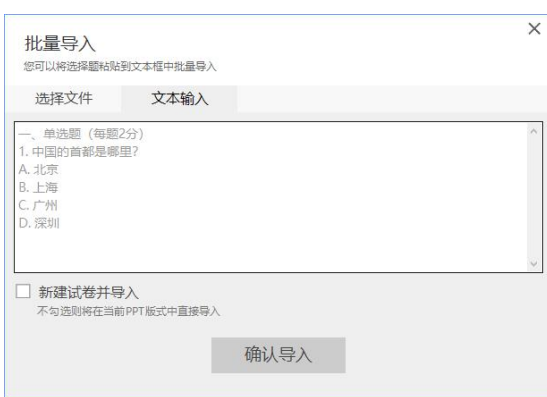 批量导入
您可以将选择题粘贴到文本框中批量导入
选择文件 文本输入
一、单选题（每题2分）
1. 中国的首都是哪里?
A. 北京
B. 上海
C. 广州
D. 深圳
新建试卷并导入
不勾选则将在当前PPT版式中直接导入
确认导入